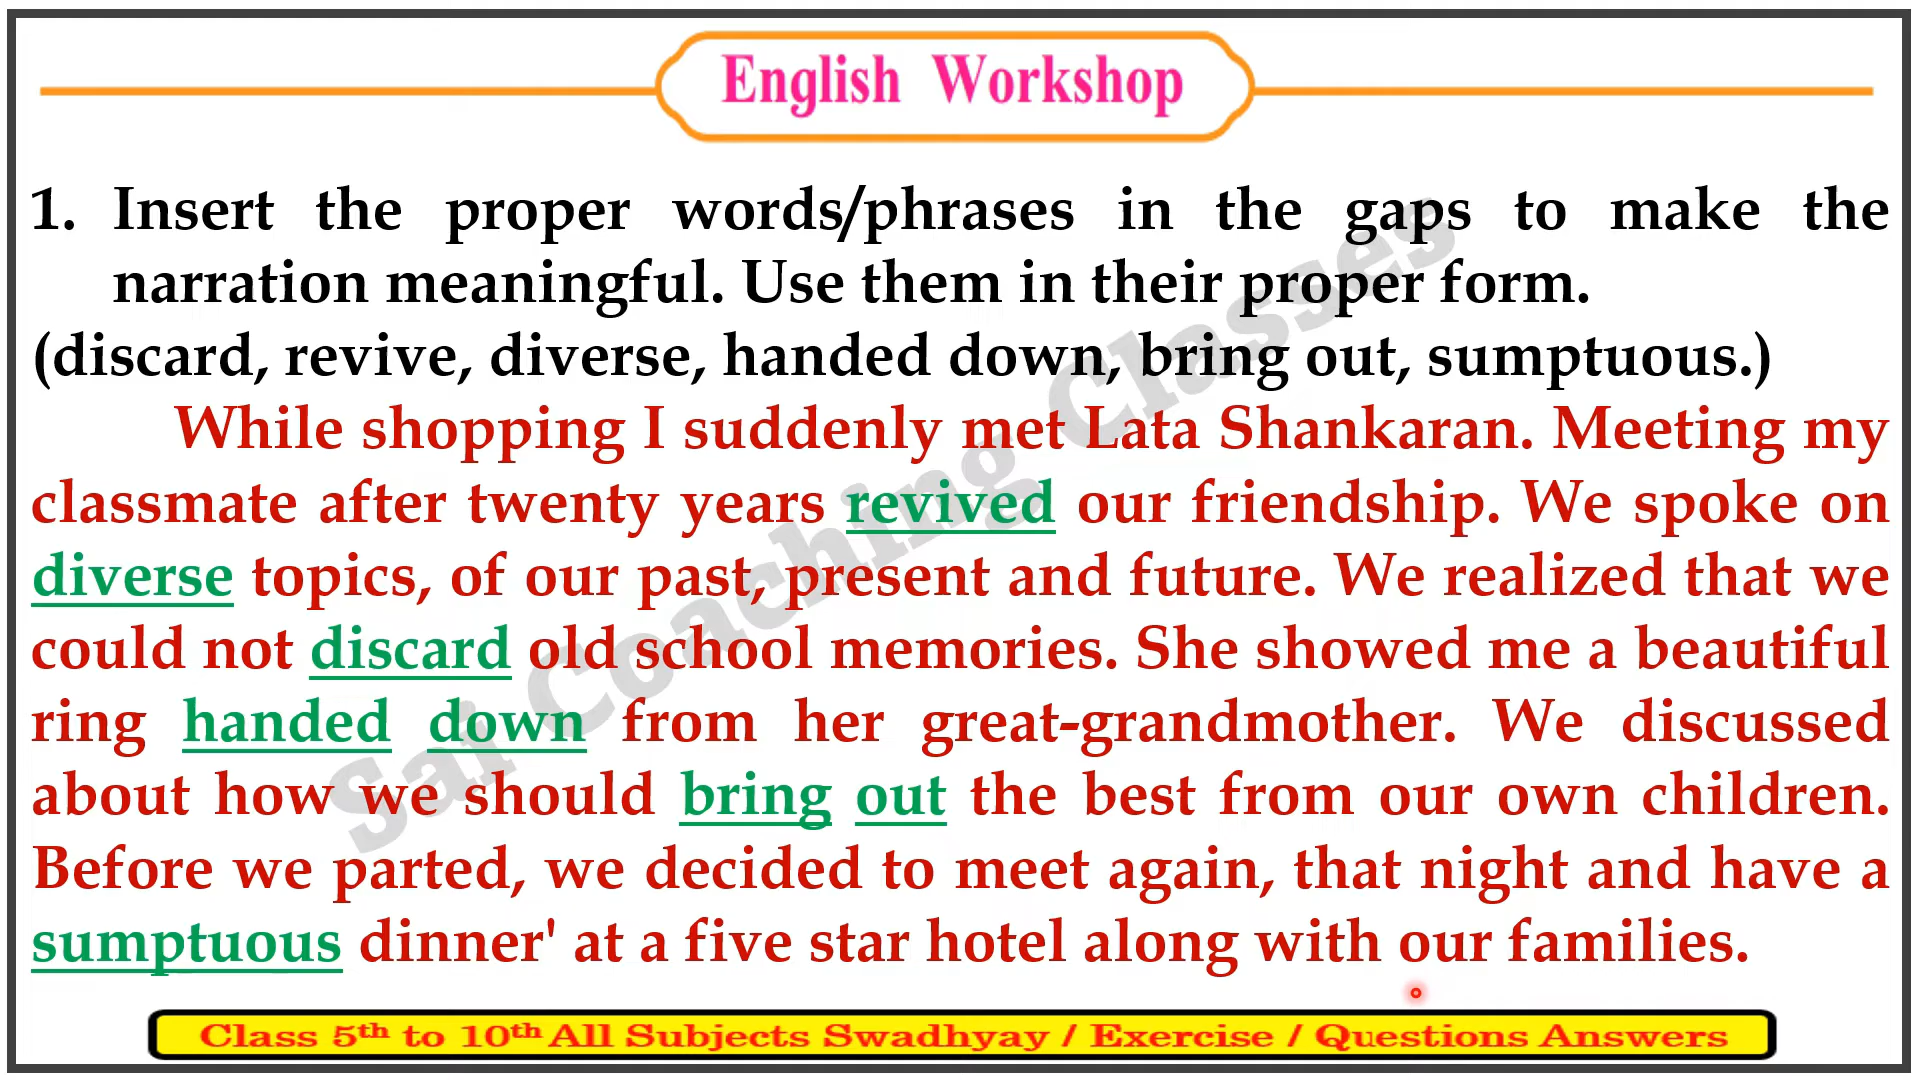 English Workshop
1. Insert the proper words/phrases in the gaps to make the
narration meaningful. Use them in their proper form.
(discard, revive, diverse, handed down, bring out, sumptuous.)
While shopping I suddenly met Lata Shankaran. Meeting my
classmate after twenty years revived our friendship. We spoke on
diverse topics, of our past, present and future. We realized that we
could not discard old school memories. She showed me a beautiful
ring handed down from her great-grandmother. We discussed
about how we should bring out the best from our own children.
Before we parted, we decided to meet again, that night and have a
sumptuous dinner' at a five star hotel along with our families.
Sai Coaching Classes
Class 5th to 10th All Subjects Swadhyay / Exercise / Questions Answers